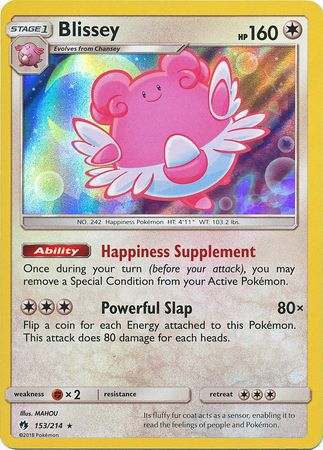 STAGE 1 Blissey HP 160
Evolves from Chansey
NO. 242 Happiness Pokémon HT: 4'11" WT: 103.2 lbs.
Ability Happiness Supplement
Once during your turn (before your attack), you may
remove a Special Condition from your Active Pokémon.
Powerful Slap 80×
Flip a coin for each Energy attached to this Pokémon.
This attack does 80 damage for each heads.
weakness × 2 resistance retreat
Illus. MAHOU
153/214 ★
©2018 Pokémon
Its fluffy fur coat acts as a sensor, enabling it to
read the feelings of people and Pokémon.